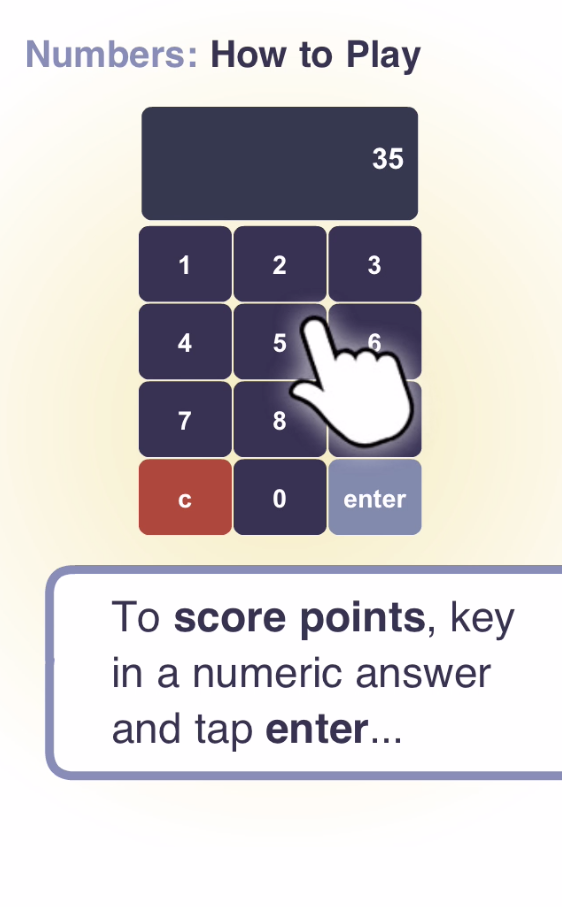 Numbers: How to Play
35
1 2 3
4 5 6
7 8
c 0 enter
To score points, key
in a numeric answer
and tap enter...